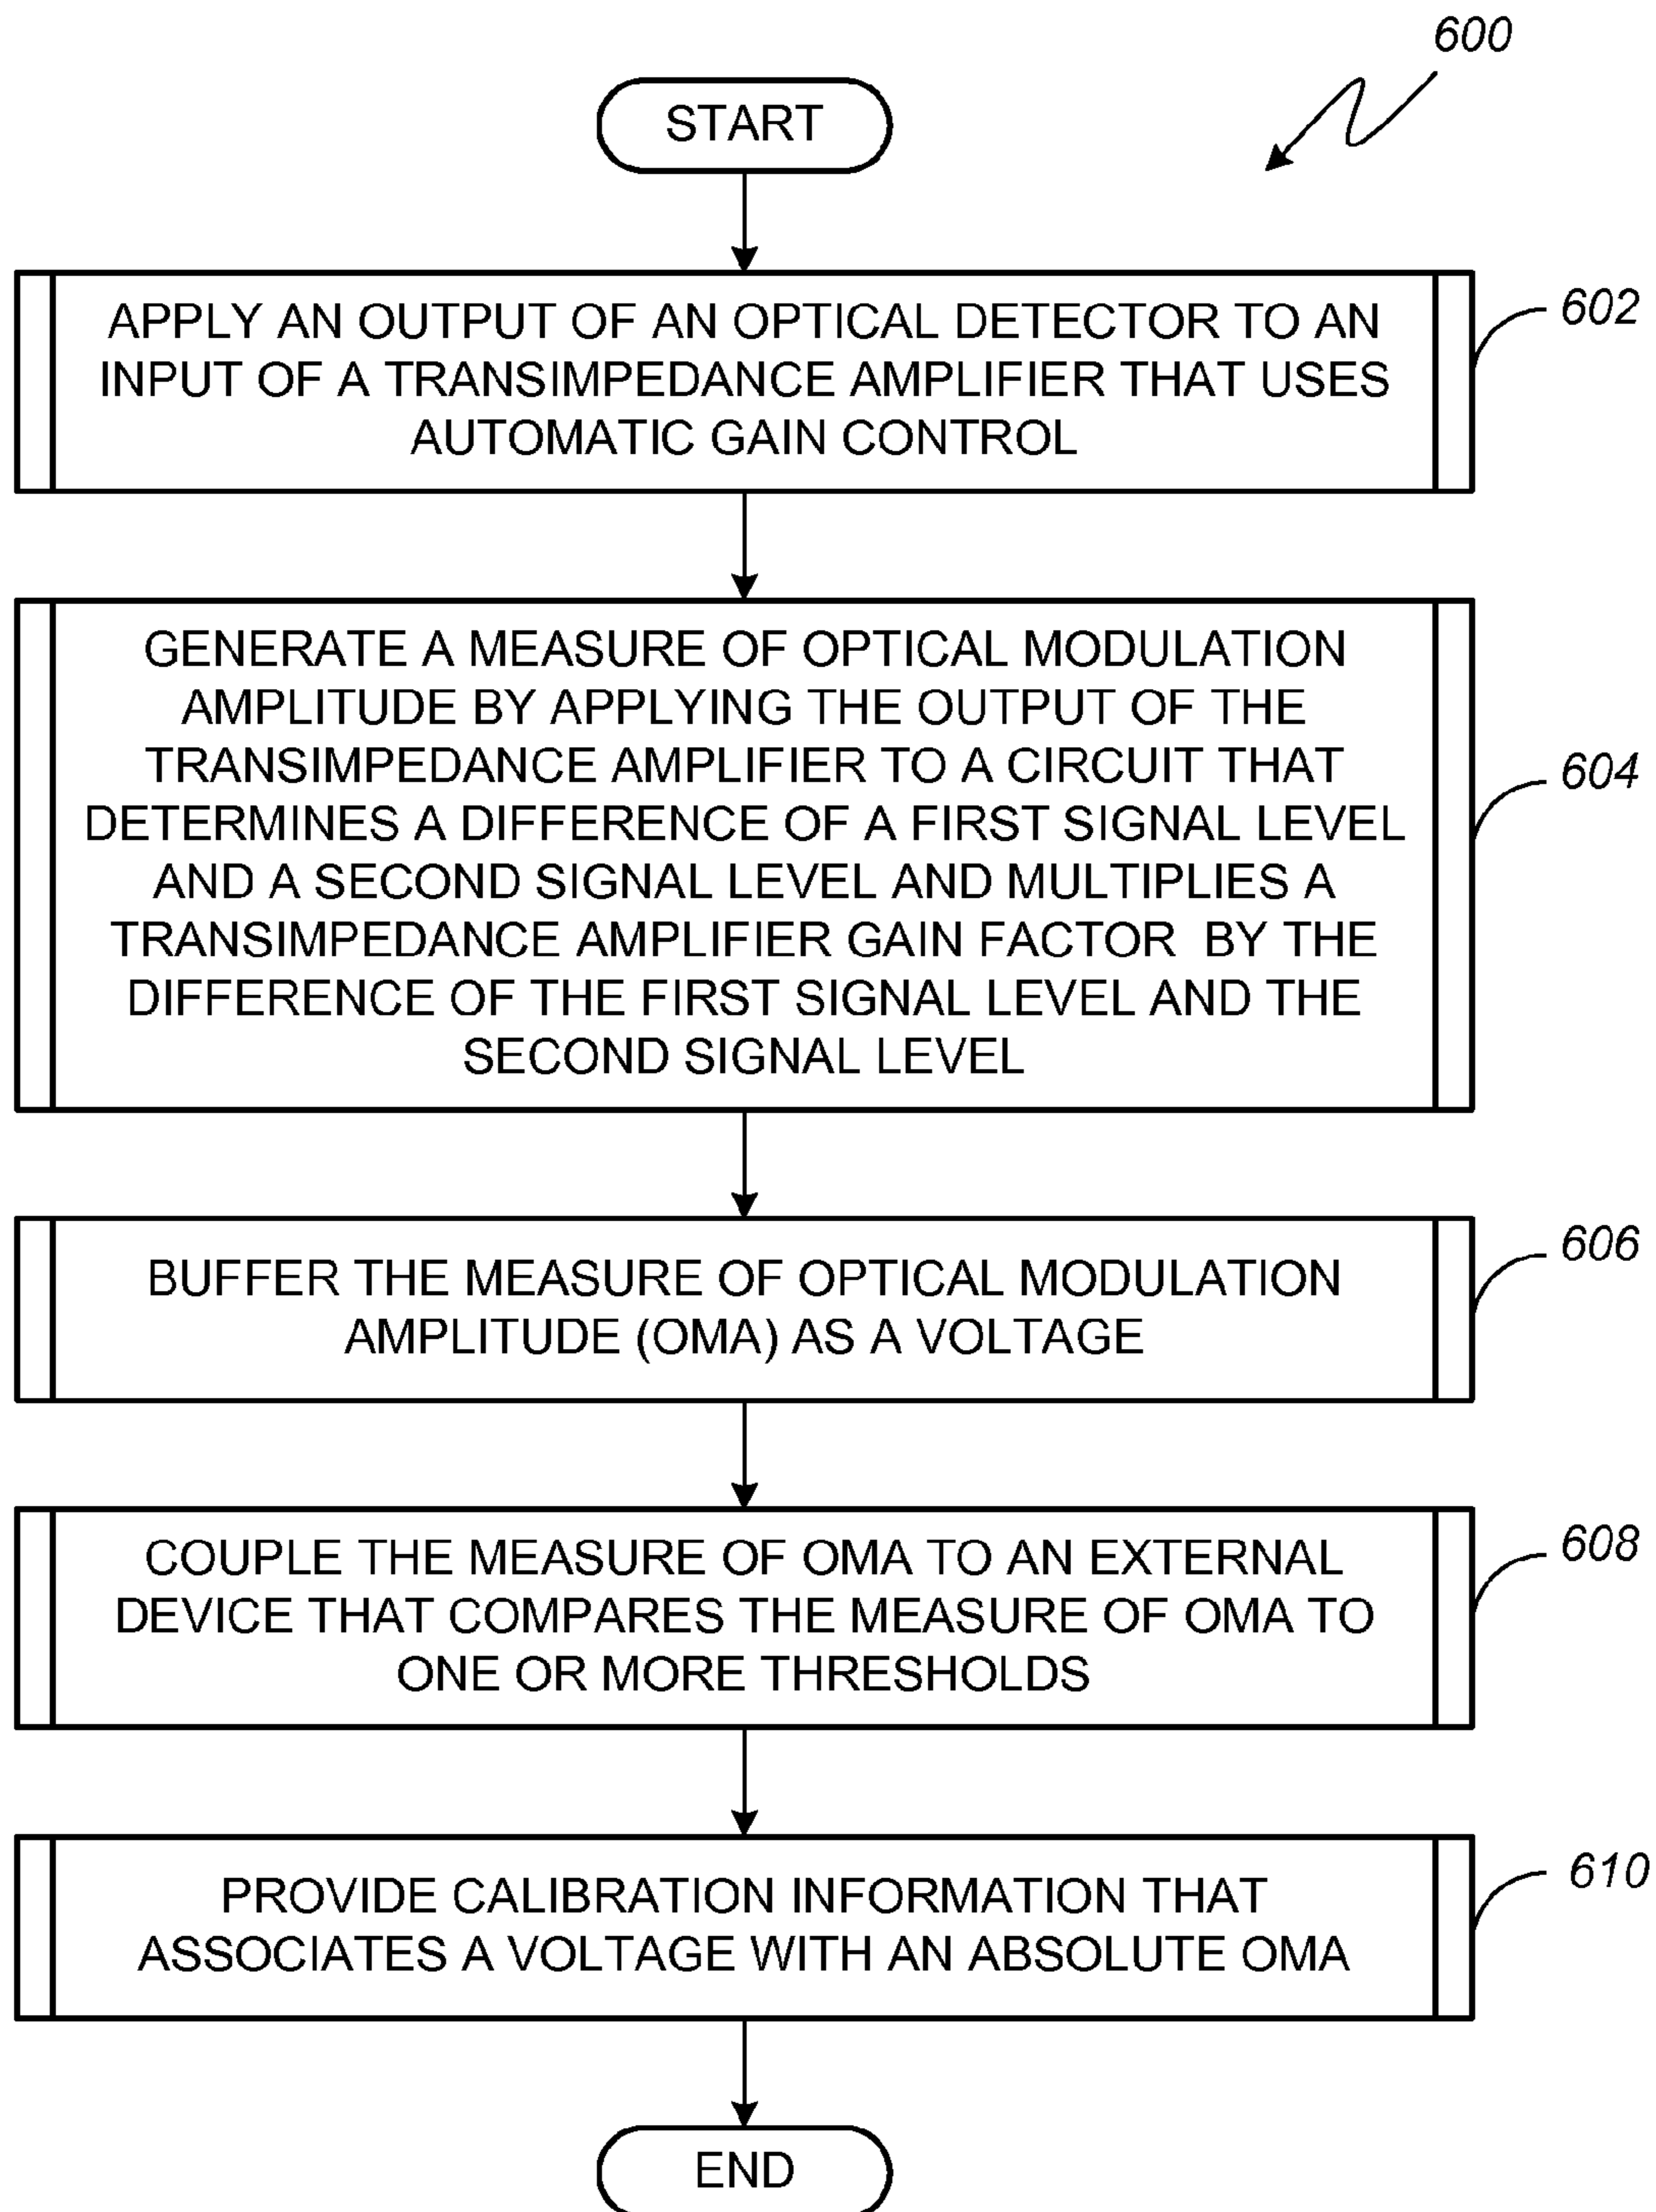 600
START
APPLY AN OUTPUT OF AN OPTICAL DETECTOR TO AN
INPUT OF A TRANSIMPEDANCE AMPLIFIER THAT USES
AUTOMATIC GAIN CONTROL
602
GENERATE A MEASURE OF OPTICAL MODULATION
AMPLITUDE BY APPLYING THE OUTPUT OF THE
TRANSIMPEDANCE AMPLIFIER TO A CIRCUIT THAT
DETERMINES A DIFFERENCE OF A FIRST SIGNAL LEVEL
AND A SECOND SIGNAL LEVEL AND MULTIPLIES A
TRANSIMPEDANCE AMPLIFIER GAIN FACTOR BY THE
DIFFERENCE OF THE FIRST SIGNAL LEVEL AND THE
SECOND SIGNAL LEVEL
604
BUFFER THE MEASURE OF OPTICAL MODULATION
AMPLITUDE (OMA) AS A VOLTAGE
606
COUPLE THE MEASURE OF OMA TO AN EXTERNAL
DEVICE THAT COMPARES THE MEASURE OF OMA TO
ONE OR MORE THRESHOLDS
608
PROVIDE CALIBRATION INFORMATION THAT
ASSOCIATES A VOLTAGE WITH AN ABSOLUTE OMA
610
END